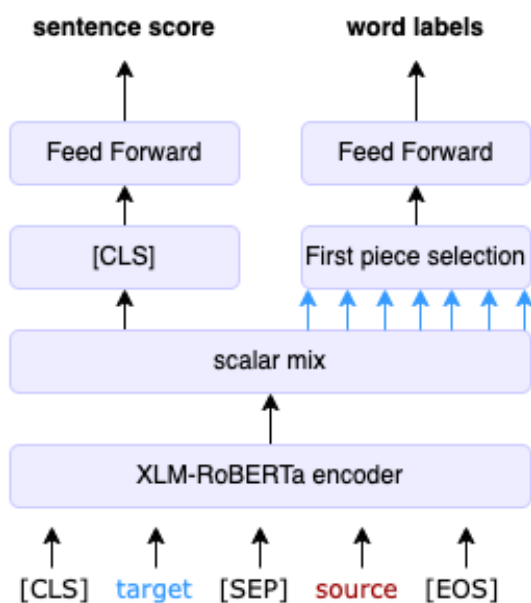 sentence score
word labels
Feed Forward
Feed Forward
[CLS]
First piece selection
scalar mix
XLM-RoBERTa encoder
[CLS] target [SEP] source [EOS]